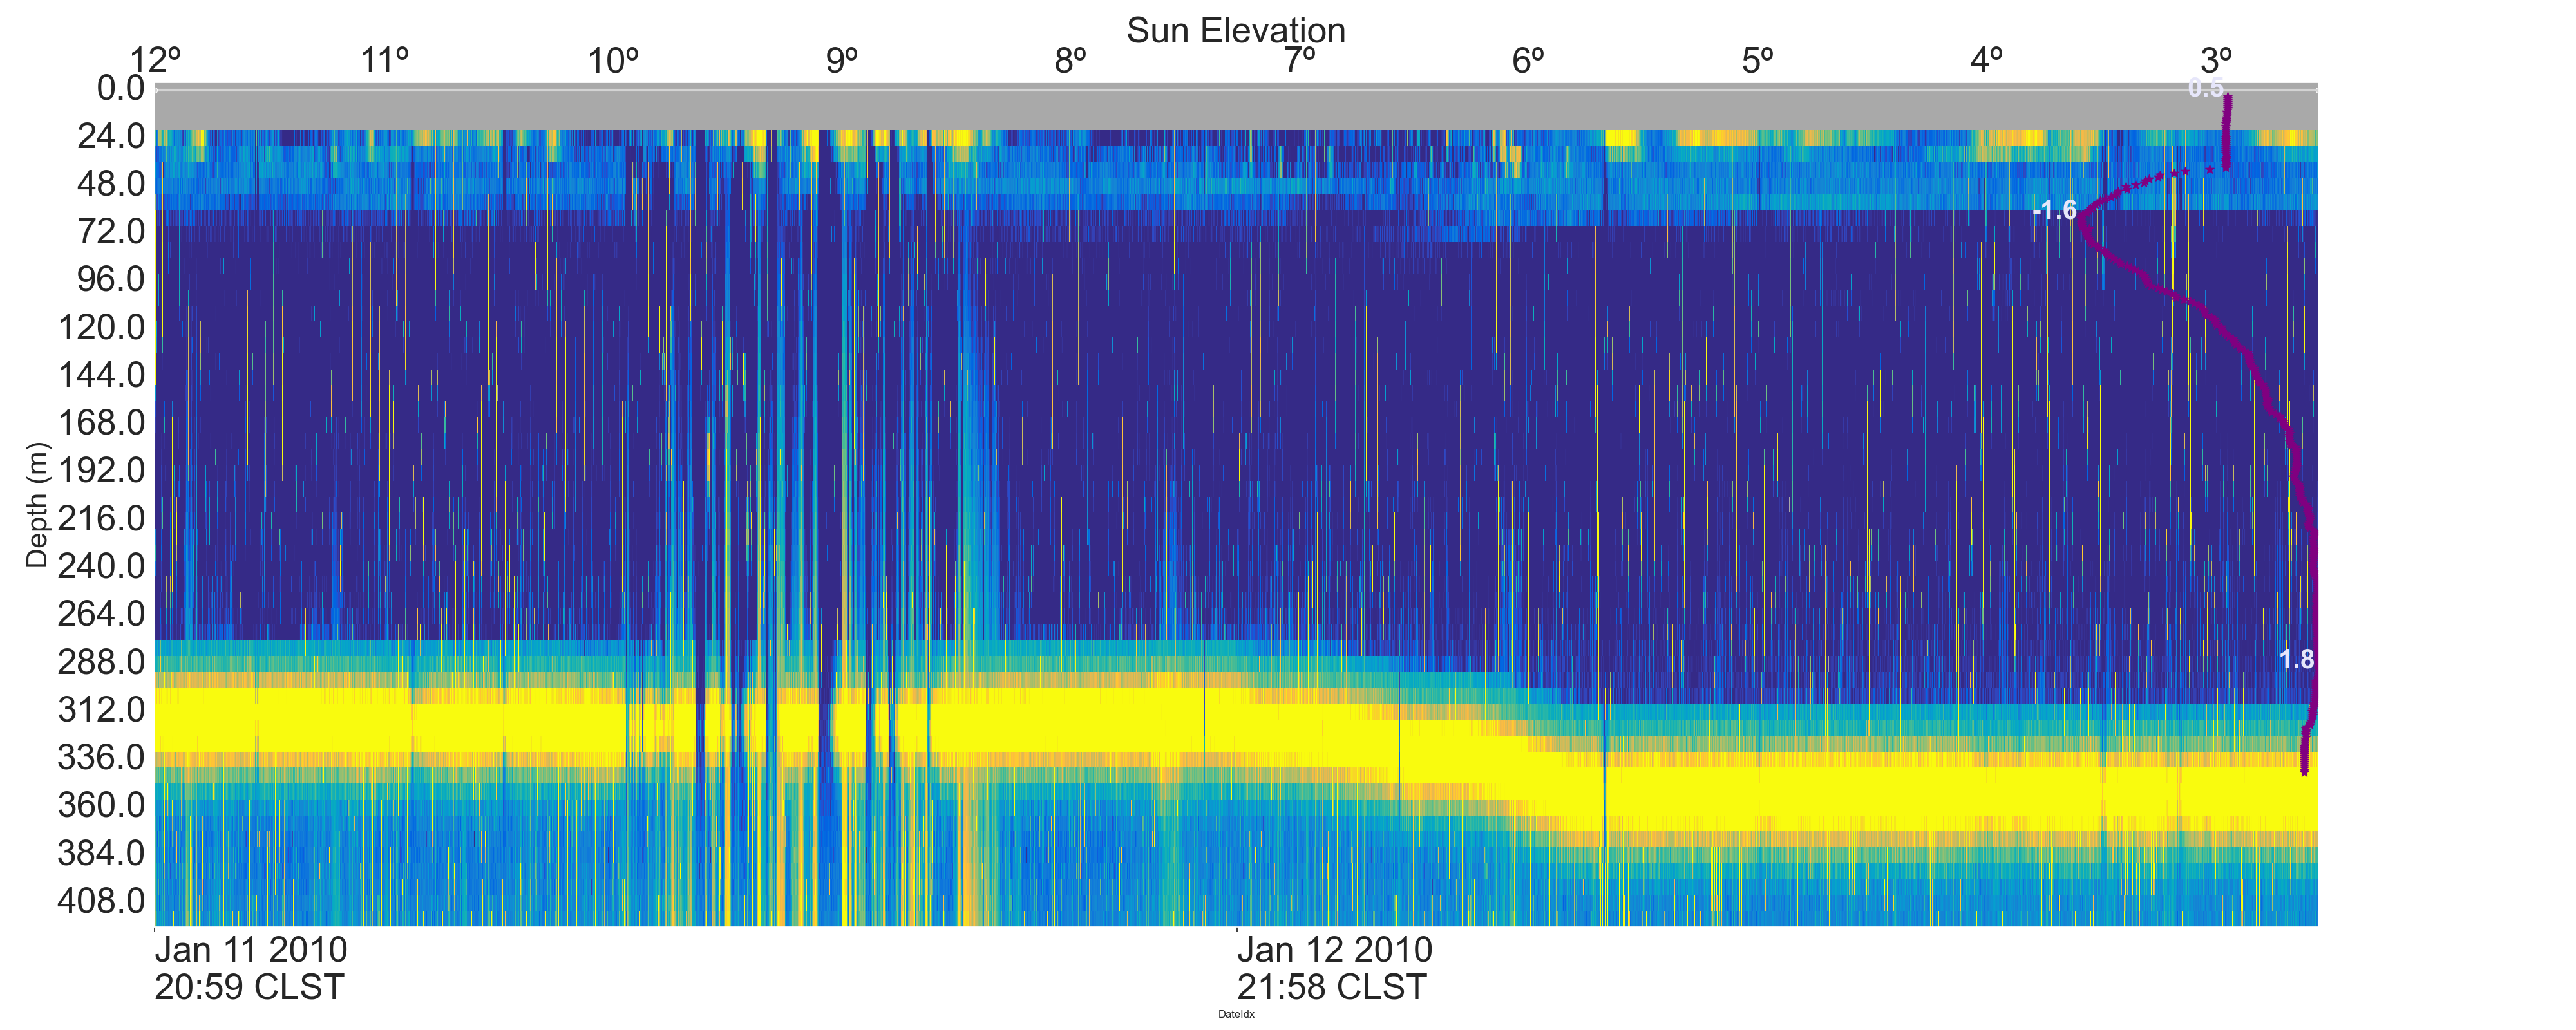 Sun Elevation
12º 11º 10º 9º 8º 7º 6º 5º 4º 3º
0.0
24.0
48.0
72.0
96.0
120.0
144.0
168.0
192.0
216.0
240.0
264.0
288.0
312.0
336.0
360.0
384.0
408.0
Depth (m)
0.5
-1.6
1.8
Jan 11 2010
20:59 CLST
Jan 12 2010
21:58 CLST
DateIdx